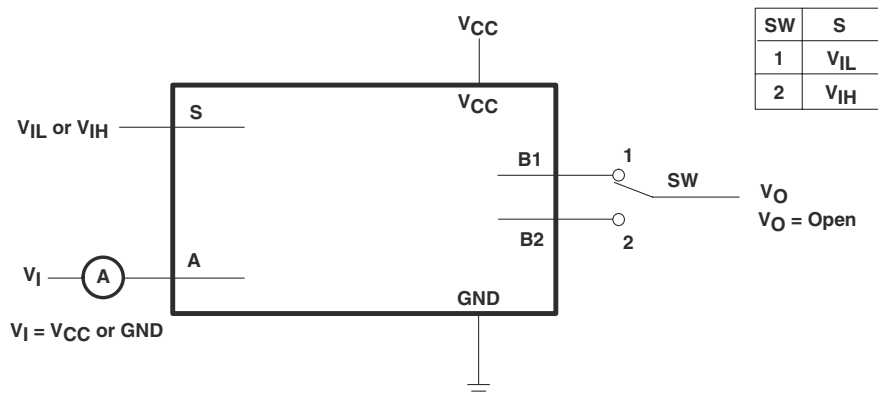 VCC
SW S
1 VIL
2 VIH
VCC
S
VIL or VIH
B1
1
SW
VO
VO = Open
B2
2
A
VI
A
GND
VI = VCC or GND